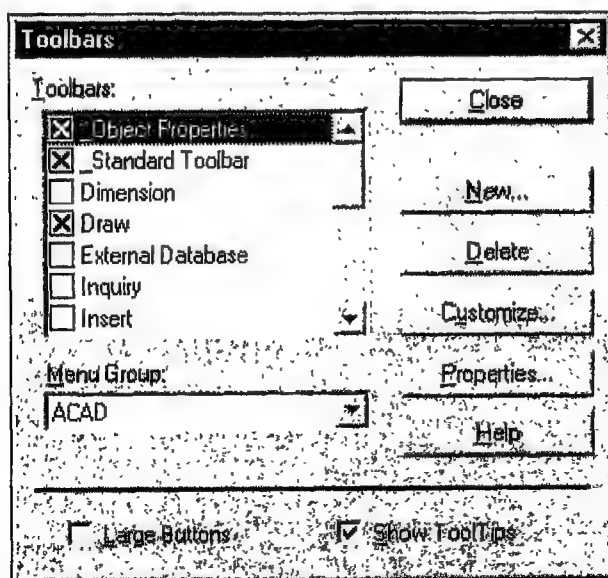 Toolbars
Toolbars:
_Object Properties
_Standard Toolbar
Dimension
Draw
External Database
Inquiry
Insert
Menu Group:
ACAD
Close
New...
Delete
Customize...
Properties...
Help
Large Buttons
Show ToolTips